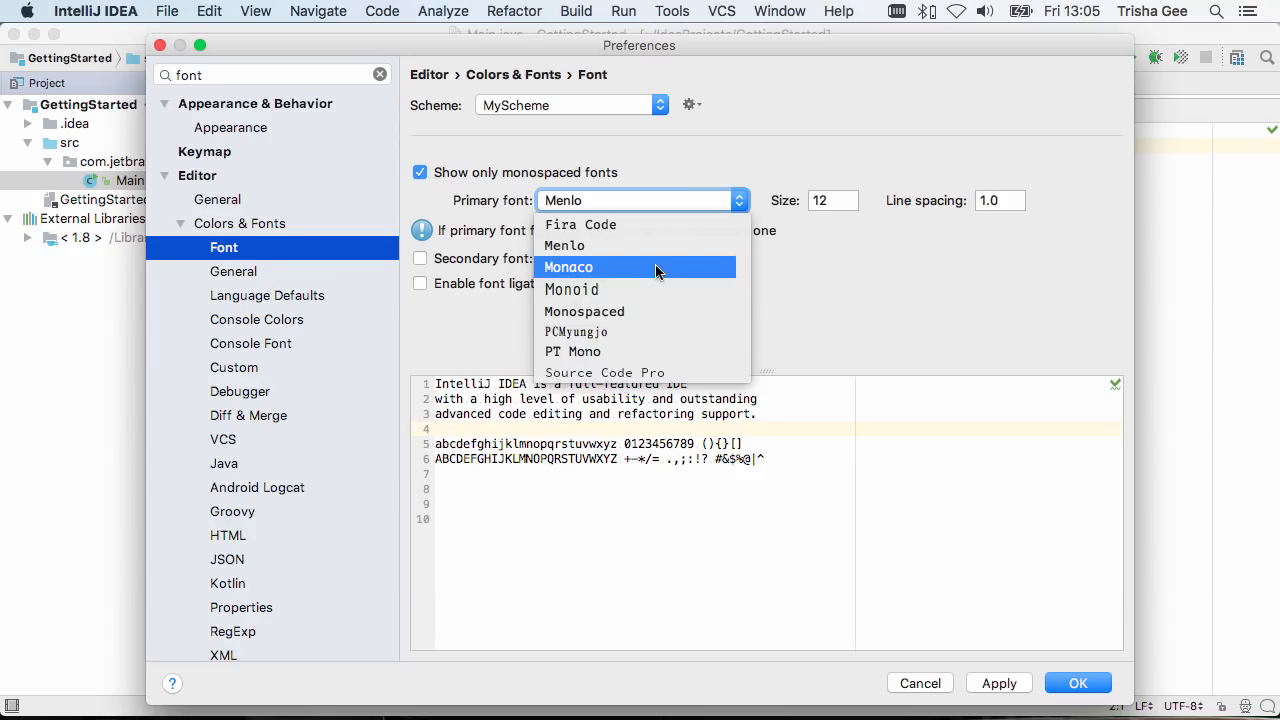 IntelliJ IDEA File Edit View Navigate Code Analyze Refactor Build Run Tools VCS Window Help Fri 13:05 Trisha Gee
Preferences
GettingStarted
Project
GettingStarted
.idea
src
com.jetbra
Main
GettingStarted
External Libraries
< 1.8 > /Libra
font
Appearance & Behavior
Appearance
Keymap
Editor
General
Colors & Fonts
Font
General
Language Defaults
Console Colors
Console Font
Custom
Debugger
Diff & Merge
VCS
Java
Android Logcat
Groovy
HTML
JSON
Kotlin
Properties
RegExp
XML
?
Editor › Colors & Fonts › Font
Scheme: MyScheme
Show only monospaced fonts
Primary font: Menlo Size: 12 Line spacing: 1.0
If primary font f
Secondary font:
Enable font ligat
Fira Code
Menlo
Monaco
Monoid
Monospaced
PCMyungjo
PT Mono
Source Code Pro
1 IntelliJ IDEA is a full-featured IDE
2 with a high level of usability and outstanding
3 advanced code editing and refactoring support.
4
5 abcdefghijklmnopqrstuvwxyz 0123456789 (){}[]
6 ABCDEFGHIJKLMNOPQRSTUVWXYZ +-*/= .,;:!? #&$%@|^
7
8
9
10
Cancel Apply OK
2:1 LF UTF-8